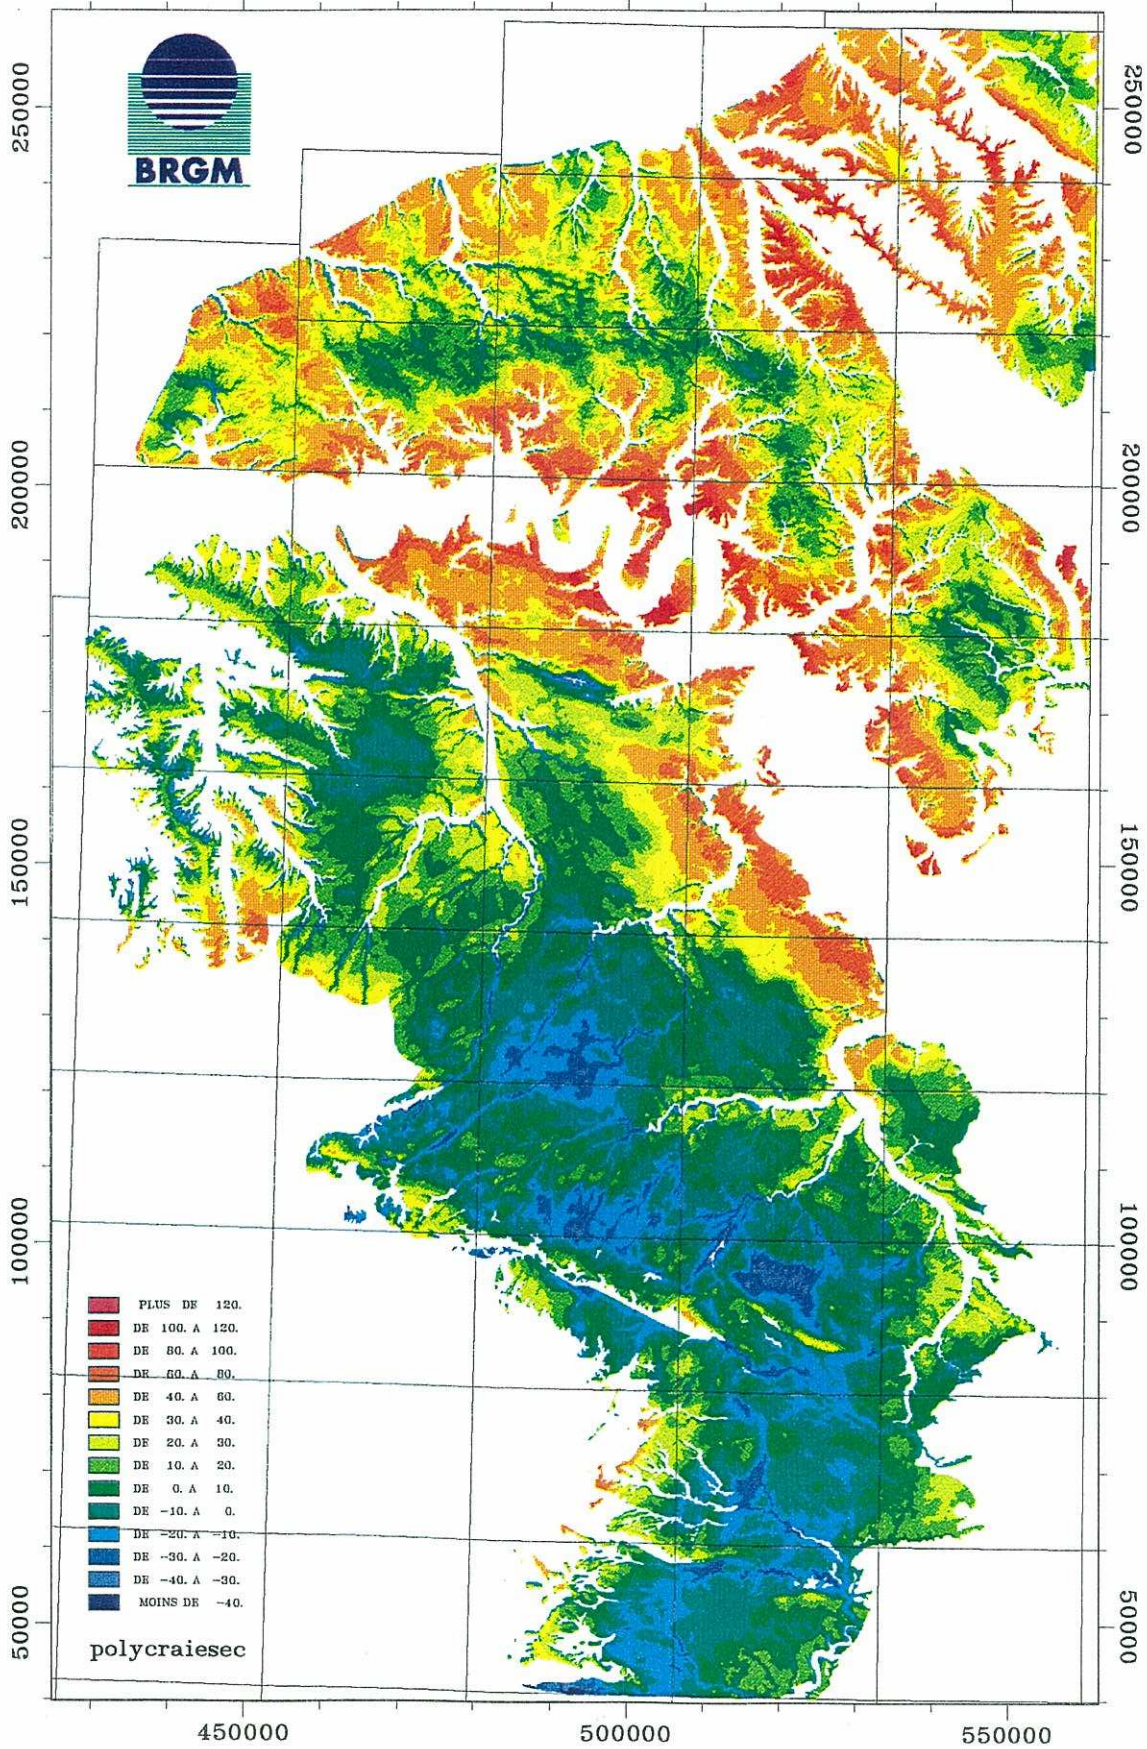 BRGM
250000
200000
150000
100000
50000
250000
200000
150000
100000
50000
PLUS DE 120.
DE 100. A 120.
DE 80. A 100.
DE 60. A 80.
DE 40. A 60.
DE 30. A 40.
DE 20. A 30.
DE 10. A 20.
DE 0. A 10.
DE -10. A 0.
DE -20. A -10.
DE -30. A -20.
DE -40. A -30.
MOINS DE -40.
polycraiesec
450000
500000
550000